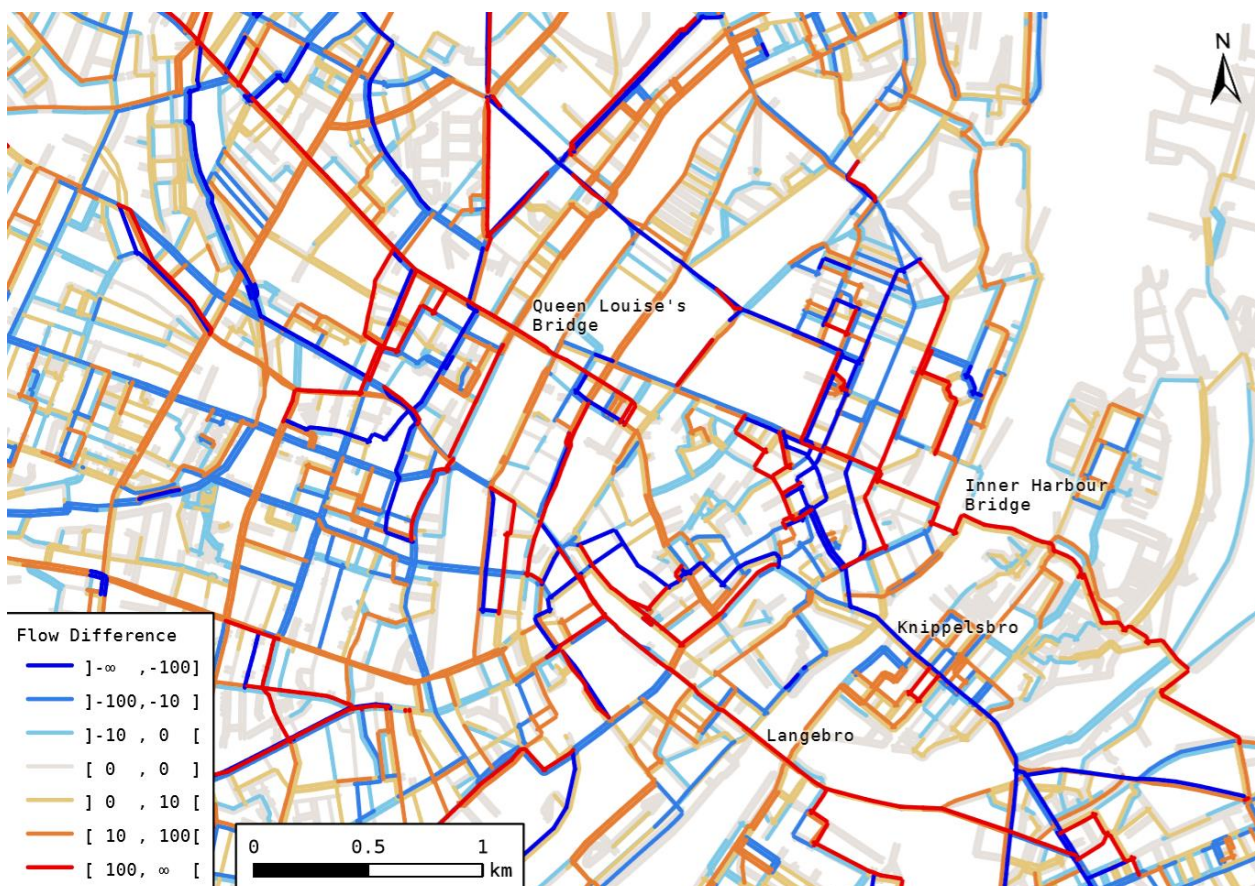 N
Queen Louise's
Bridge
Inner Harbour
Bridge
Knippelsbro
Langebro
Flow Difference
]-∞ ,-100]
]-100,-10 ]
]-10 , 0 [
[ 0 , 0 ]
] 0 , 10 [
[ 10 , 100[
[ 100, ∞ [
0 0.5 1
km